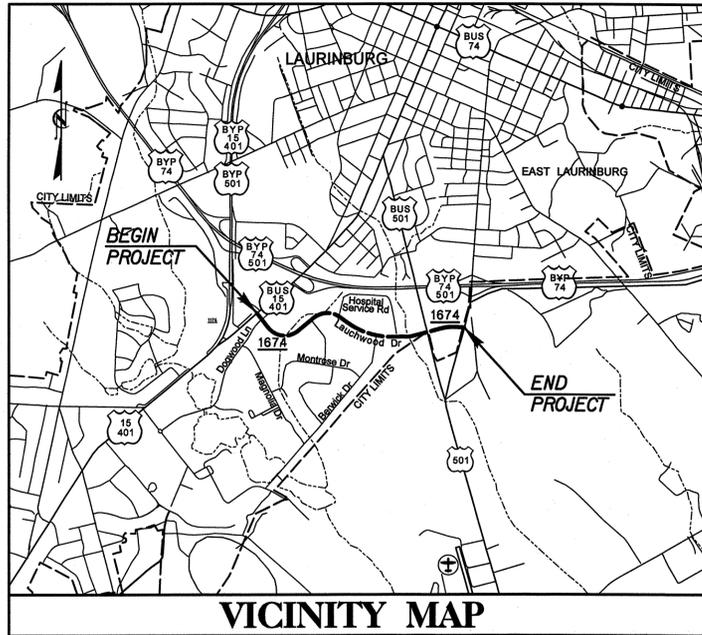 BUS
74
LAURINBURG
CITY LIMITS
BYP
15
401
BYP
74
BYP
501
EAST LAURINBURG
CITY LIMITS
BUS
501
CITY LIMITS
BEGIN
PROJECT
BYP
74
501
BYP
74
501
BYP
74
BUS
15
401
Hospital
Service Rd
1674
Lauchwood Dr
1674
Dogwood Ln
Montrose Dr
Magnolia Dr
Berwick Dr
CITY LIMITS
END
PROJECT
15
401
501
VICINITY MAP